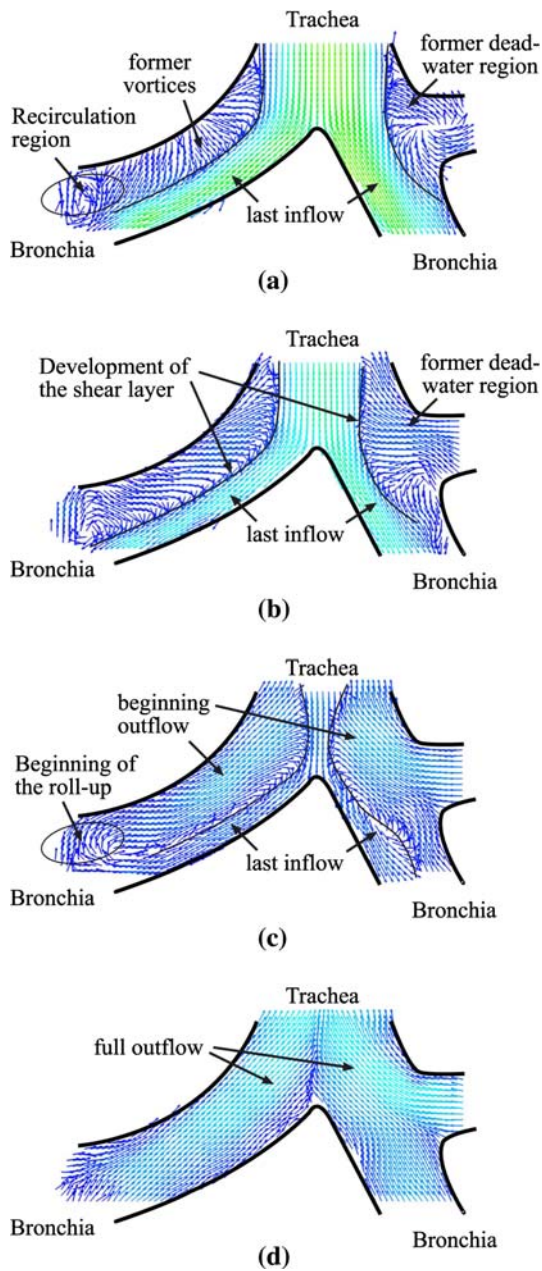 Trachea
former dead-
water region
former
vortices
Recirculation
region
last inflow
Bronchia
Bronchia
(a)
Trachea
Development of
the shear layer
former dead-
water region
last inflow
Bronchia
Bronchia
(b)
Trachea
beginning
outflow
Beginning of
the roll-up
last inflow
Bronchia
Bronchia
(c)
Trachea
full outflow
Bronchia
Bronchia
(d)